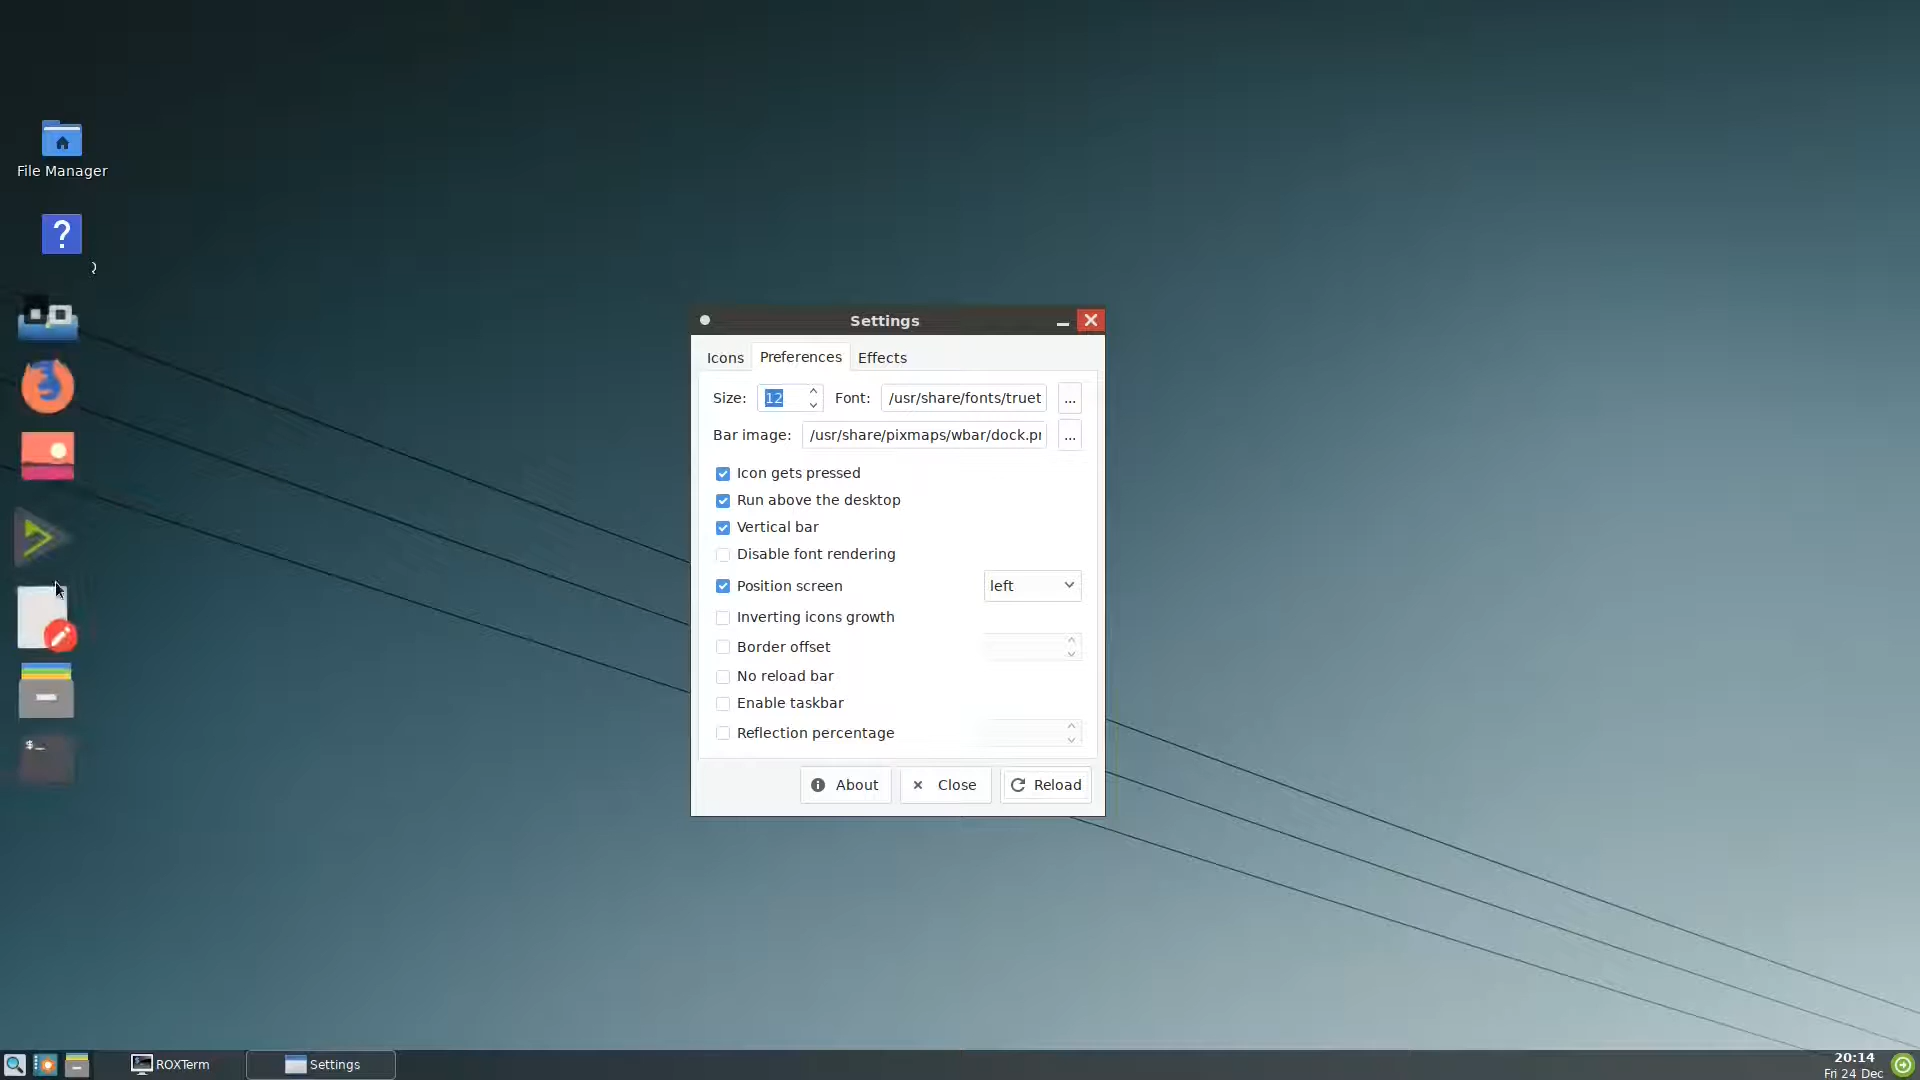 File Manager
?
Settings
Icons Preferences Effects
Size: 12 Font: /usr/share/fonts/truet ...
Bar image: /usr/share/pixmaps/wbar/dock.pr ...
Icon gets pressed
Run above the desktop
Vertical bar
Disable font rendering
Position screen left
Inverting icons growth
Border offset
No reload bar
Enable taskbar
Reflection percentage
About Close Reload
$_
ROXTerm Settings
20:14
Fri 24 Dec